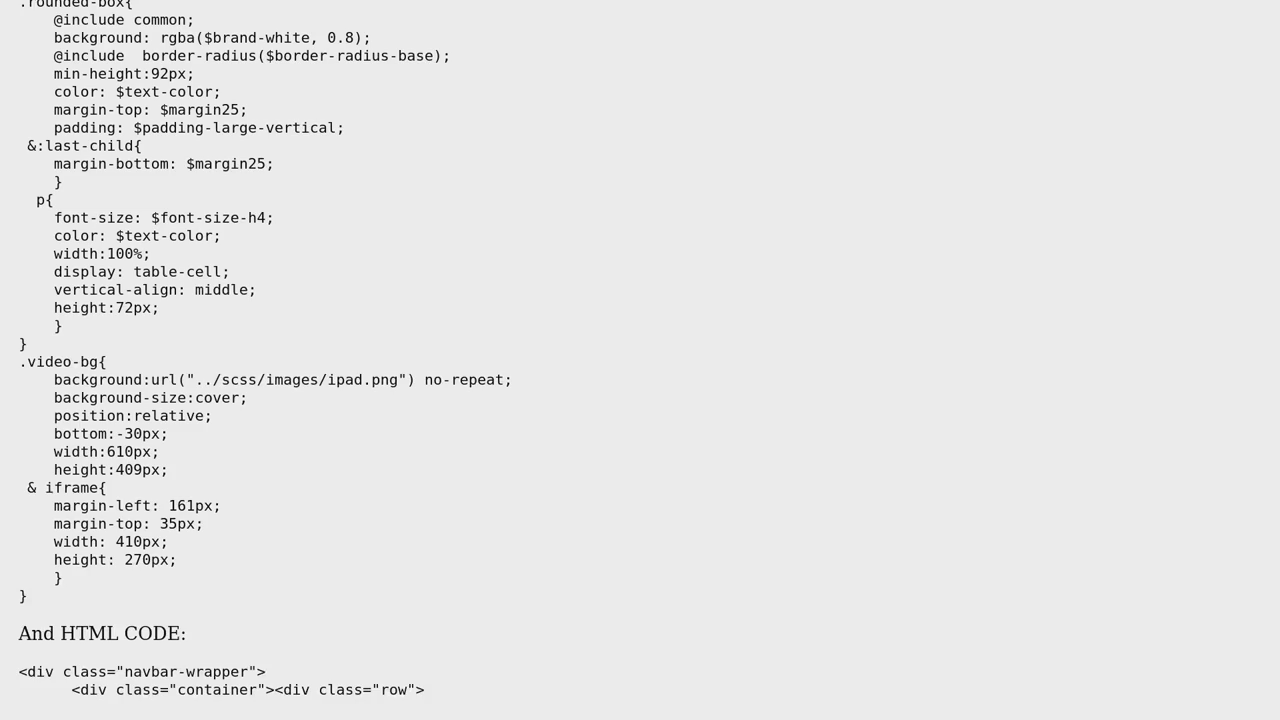 .rounded-box{
    @include common;
    background: rgba($brand-white, 0.8);
    @include  border-radius($border-radius-base);
    min-height:92px;
    color: $text-color;
    margin-top: $margin25;
    padding: $padding-large-vertical;
 &:last-child{
    margin-bottom: $margin25;
    }
  p{
    font-size: $font-size-h4;
    color: $text-color;
    width:100%;
    display: table-cell;
    vertical-align: middle;
    height:72px;
    }
}
.video-bg{
    background:url("../scss/images/ipad.png") no-repeat;
    background-size:cover;
    position:relative;
    bottom:-30px;
    width:610px;
    height:409px;
 & iframe{
    margin-left: 161px;
    margin-top: 35px;
    width: 410px;
    height: 270px;
    }
}
And HTML CODE:
<div class="navbar-wrapper">
      <div class="container"><div class="row">